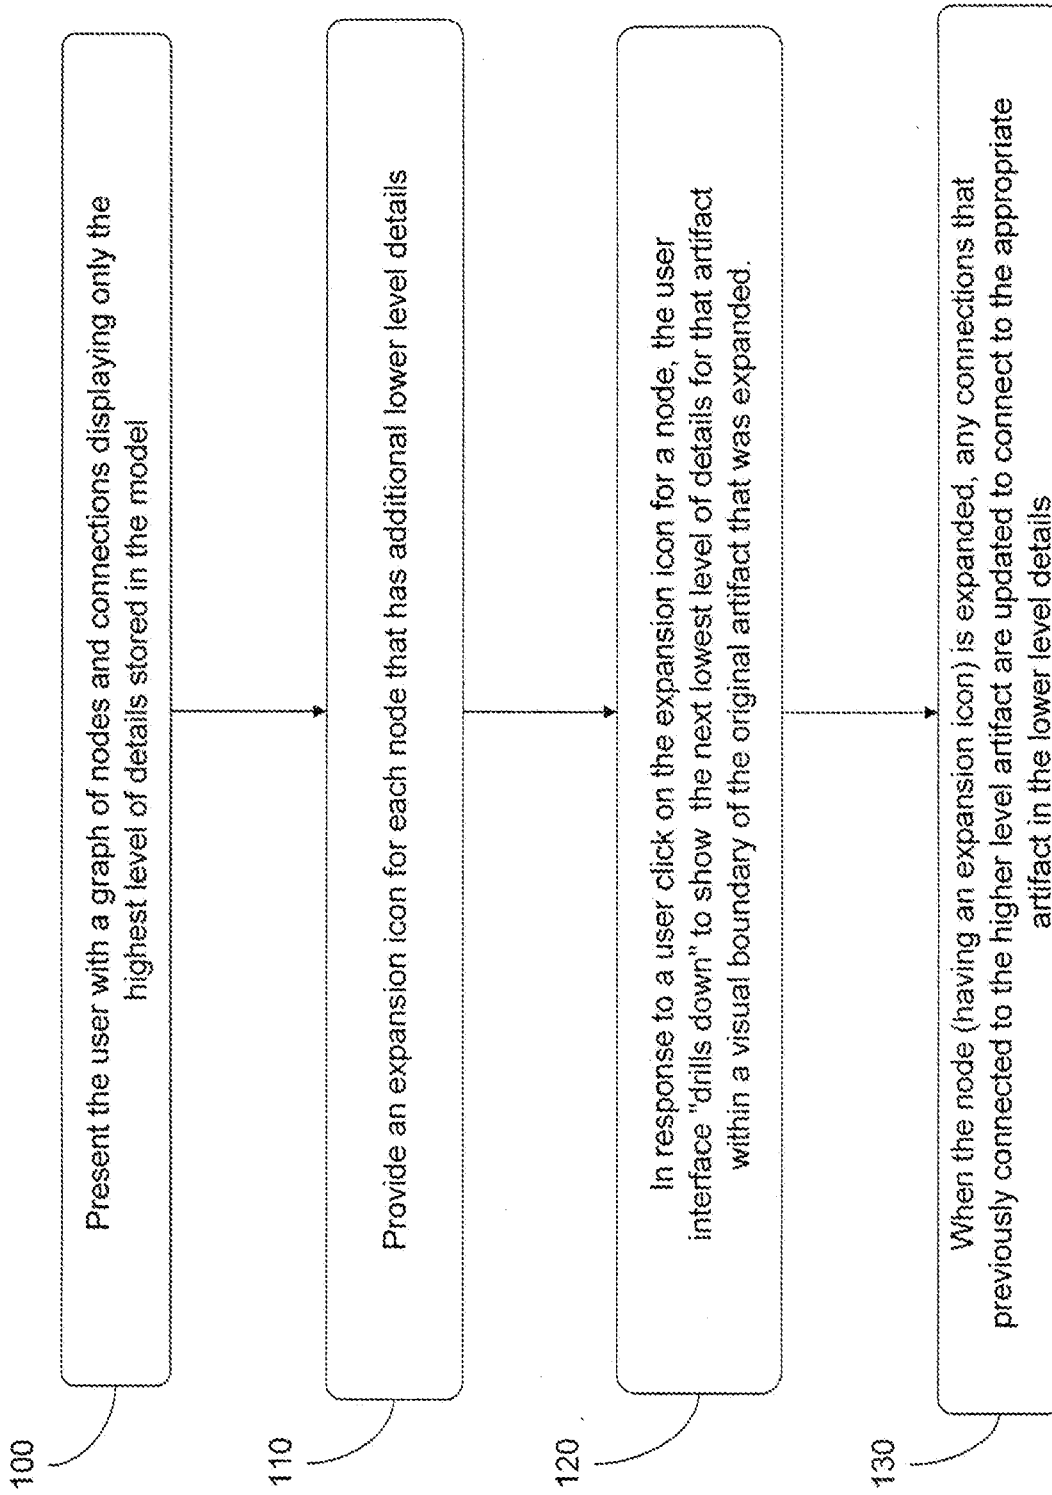 100
Present the user with a graph of nodes and connections displaying only the
highest level of details stored in the model
110
Provide an expansion icon for each node that has additional lower level details
120
In response to a user click on the expansion icon for a node, the user
interface "drills down" to show the next lowest level of details for that artifact
within a visual boundary of the original artifact that was expanded.
130
When the node (having an expansion icon) is expanded, any connections that
previously connected to the higher level artifact are updated to connect to the appropriate
artifact in the lower level details